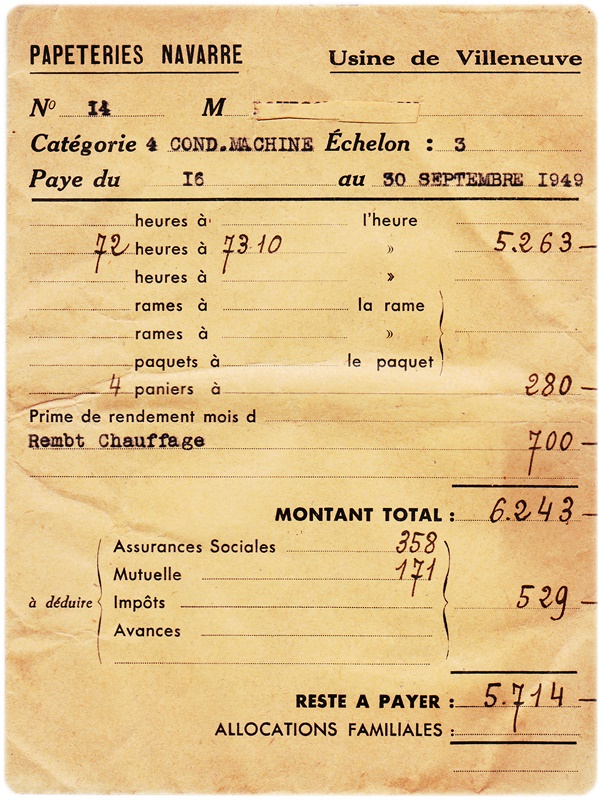 PAPETERIES NAVARRE Usine de Villeneuve
Nº 14 M
Catégorie 4 COND.MACHINE Échelon : 3
Paye du 16 au 30 SEPTEMBRE 1949
heures à l'heure
72 heures à 73 10 » 5.263 —
heures à »
rames à la rame
rames à »
paquets à le paquet
4 paniers à 280 —
Prime de rendement mois d
Rembt Chauffage 700 —
MONTANT TOTAL : 6.243 —
Assurances Sociales 358
Mutuelle 171
à déduire Impôts 529 —
Avances
RESTE A PAYER : 5.714 —
ALLOCATIONS FAMILIALES :